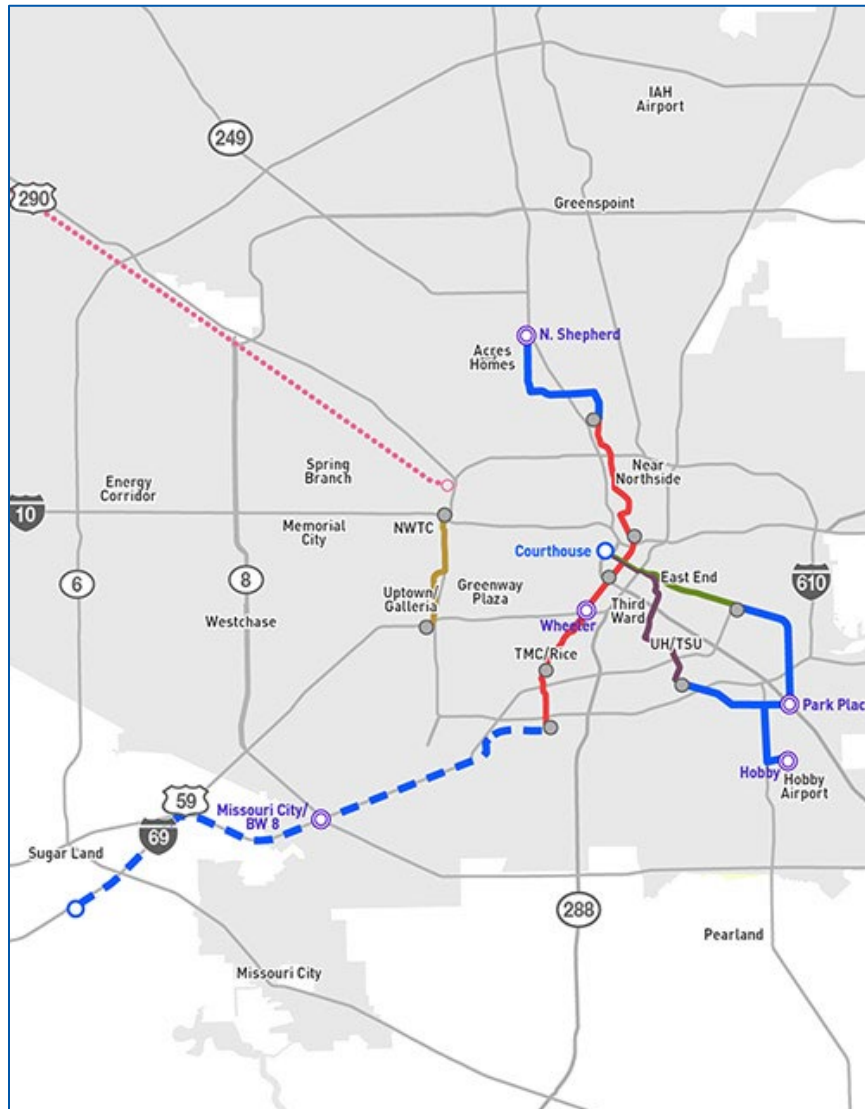 IAH
Airport
249
290
Greenspoint
N. Shepherd
Acres
Homes
Near
Northside
Spring
Branch
Energy
Corridor
10
Memorial
City
NWTC
Courthouse
East End
610
6
8
Uptown/
Galleria
Greenway
Plaza
Third
Ward
Westchase
Wheeler
UH/TSU
TMC/Rice
Park Plac
Hobby
Hobby
Airport
59
Missouri City/
BW 8
69
Sugar Land
288
Pearland
Missouri City